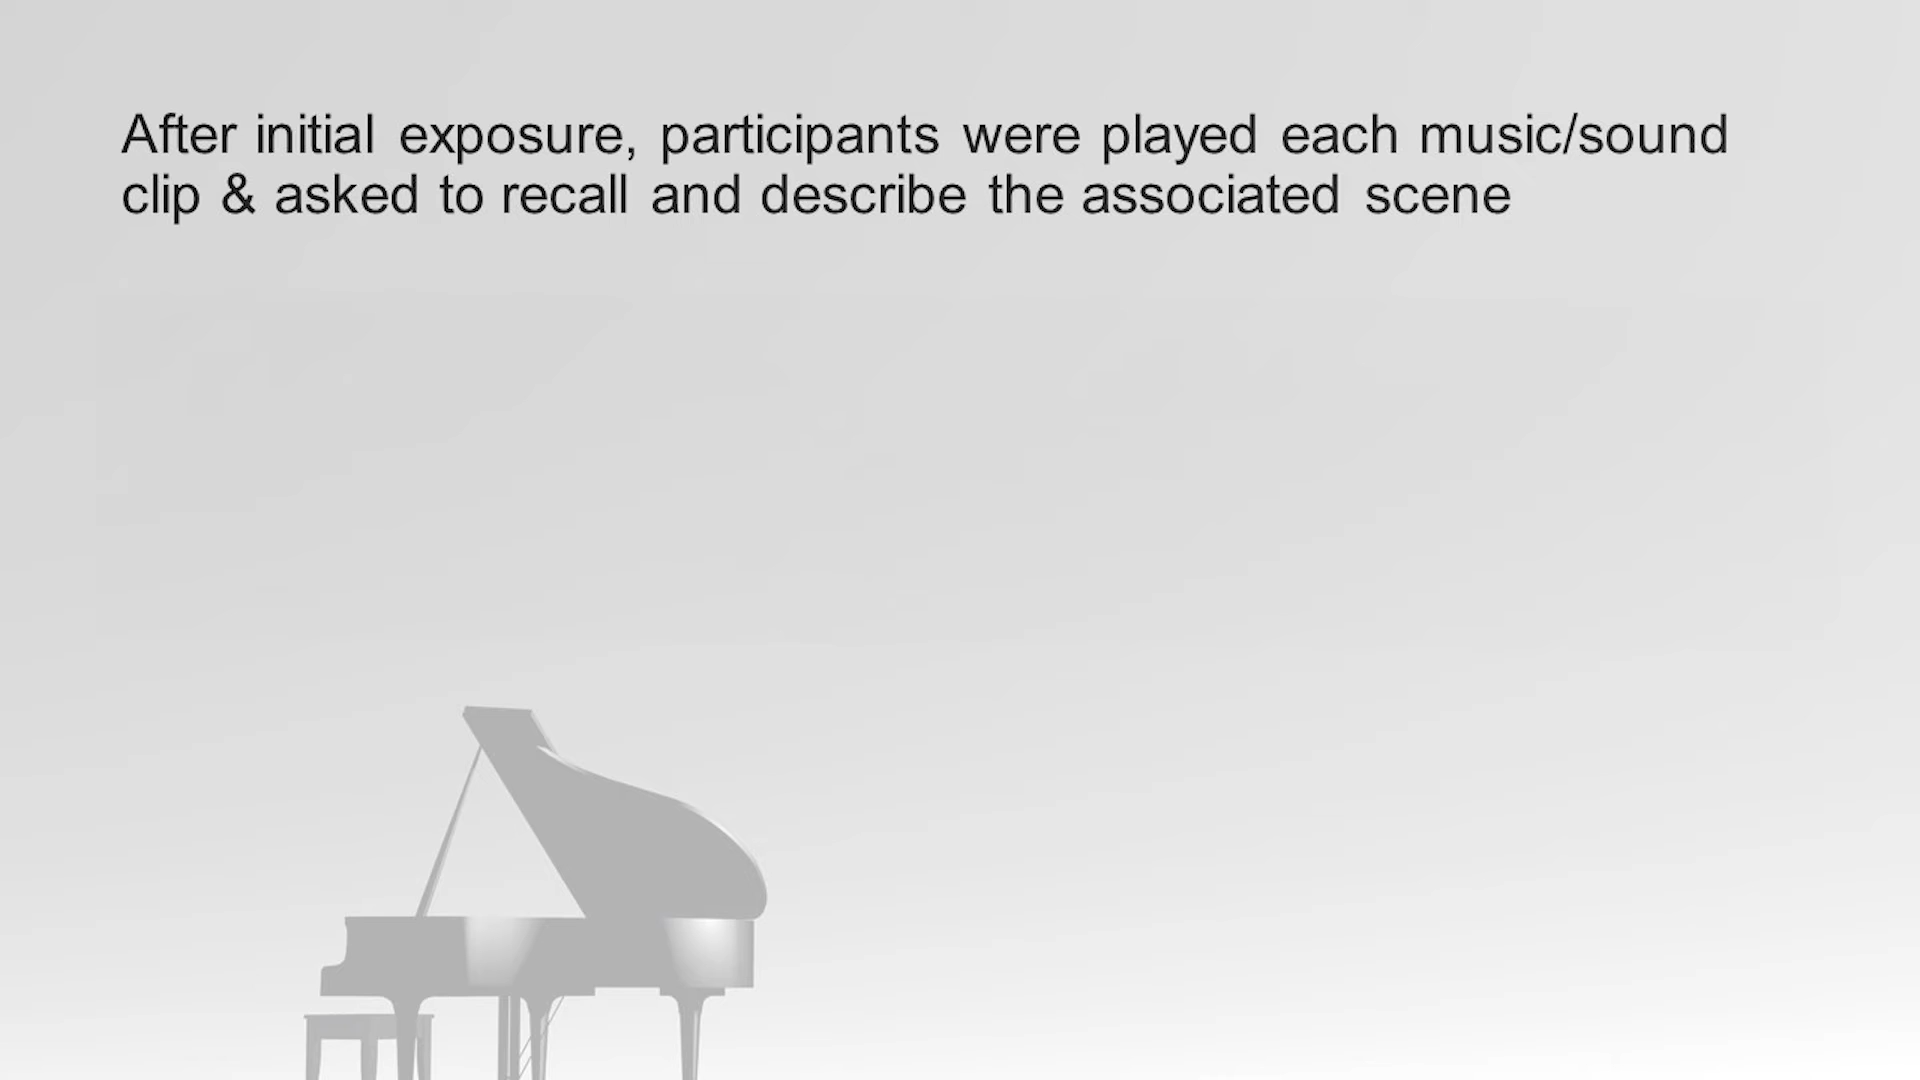 After initial exposure, participants were played each music/sound
clip & asked to recall and describe the associated scene